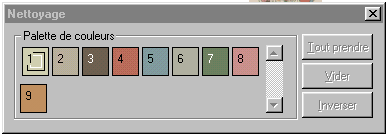 Nettoyage
Palette de couleurs
1 2 3 4 5 6 7 8
9
Tout prendre
Vider
Inverser